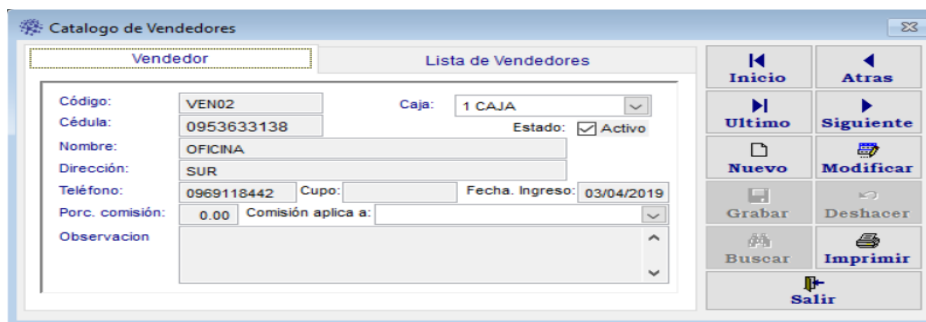 Catalogo de Vendedores
Vendedor Lista de Vendedores
Código: VEN02 Caja: 1 CAJA
Cédula: 0953633138 Estado: Activo
Nombre: OFICINA
Dirección: SUR
Teléfono: 0969118442 Cupo: Fecha. Ingreso: 03/04/2019
Porc. comisión: 0.00 Comisión aplica a:
Observacion
Inicio Atras
Ultimo Siguiente
Nuevo Modificar
Grabar Deshacer
Buscar Imprimir
Salir